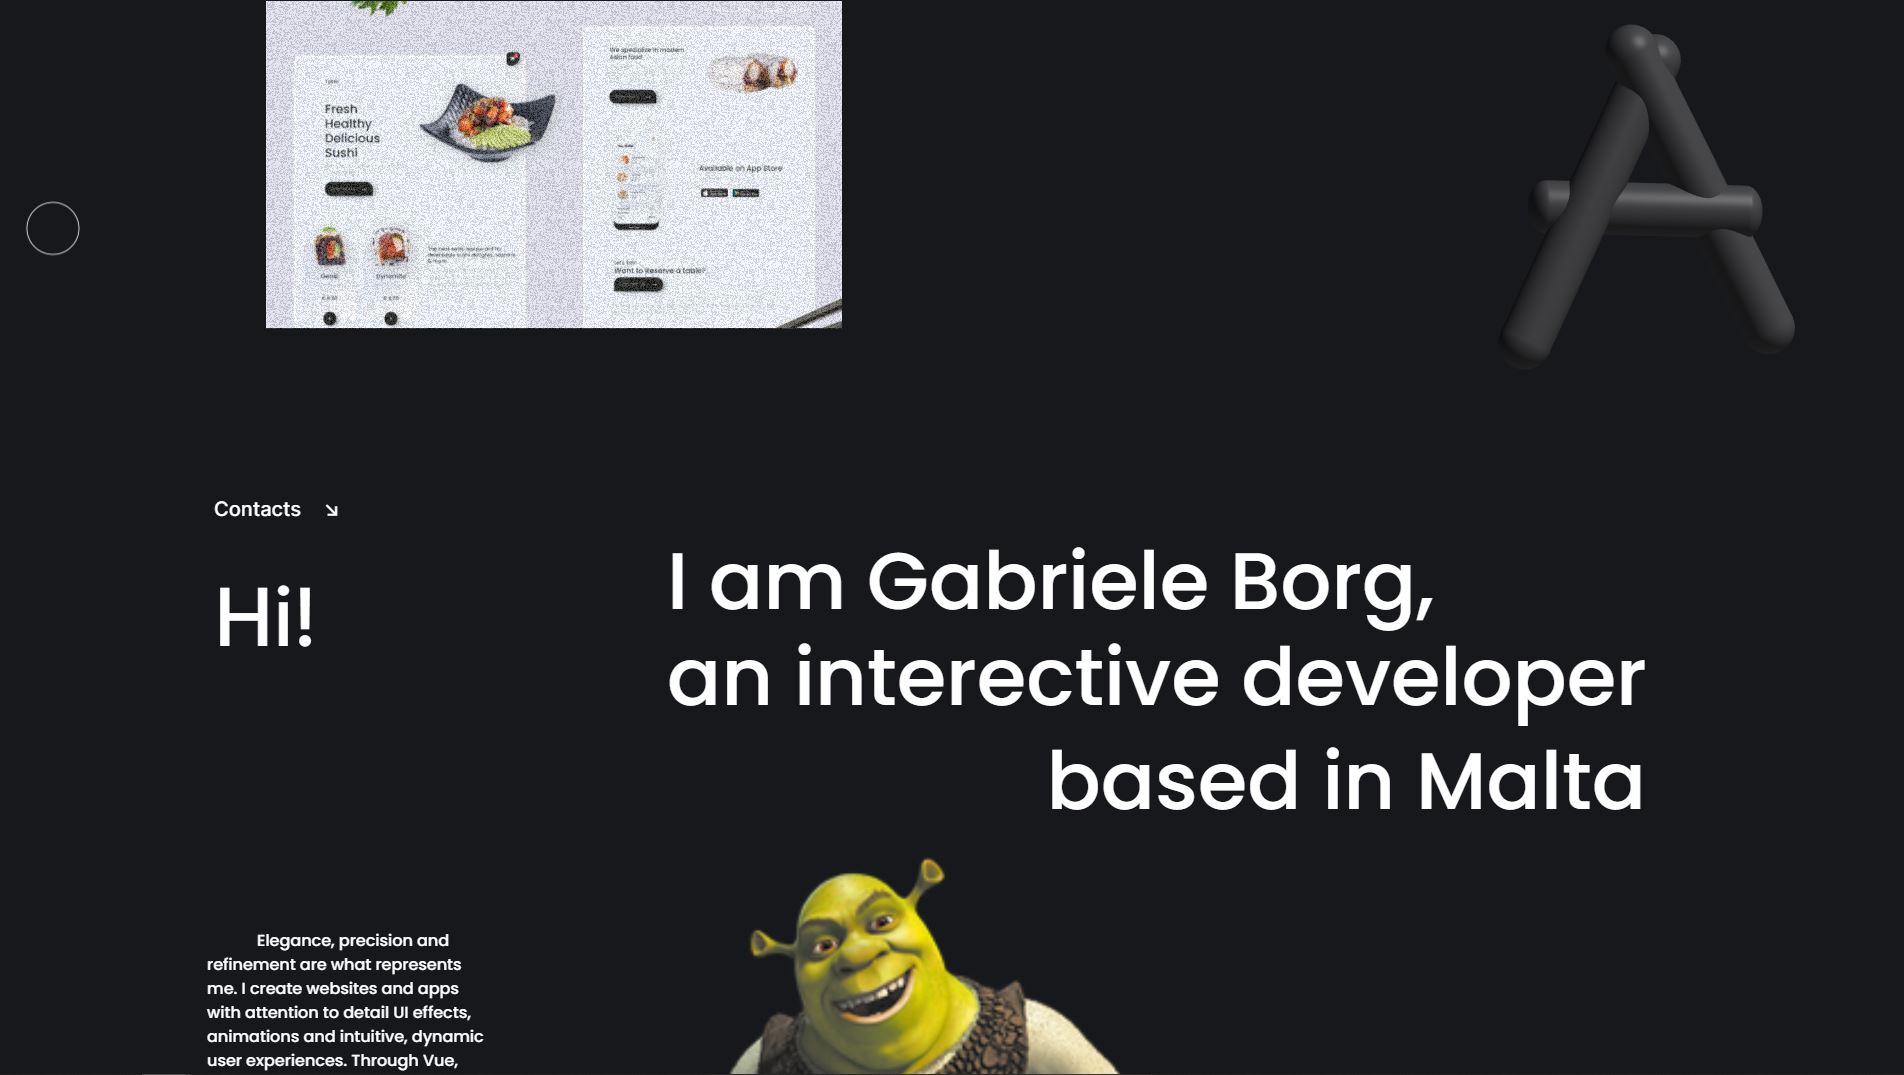 Fresh
Healthy
Delicious
Sushi
We specialize in modern
Asian food
Available on App Store
Want to Reserve a table?
Contacts
Hi!
I am Gabriele Borg,
an interective developer
based in Malta
Elegance, precision and
refinement are what represents
me. I create websites and apps
with attention to detail UI effects,
animations and intuitive, dynamic
user experiences. Through Vue,